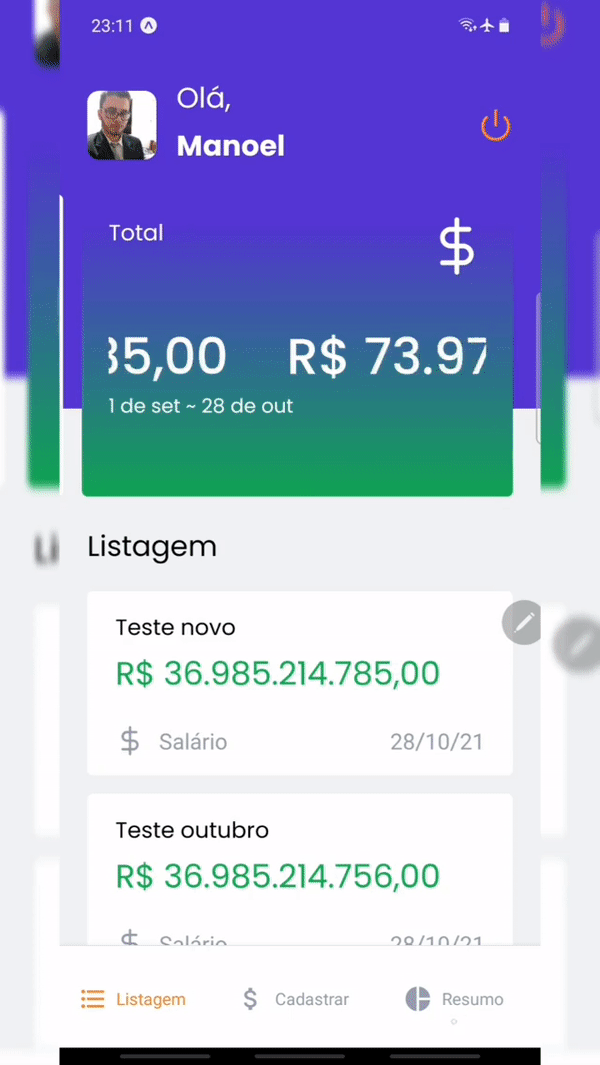 23:11
Olá,
Manoel
Total
35,00 R$ 73.97
1 de set ~ 28 de out
Listagem
Teste novo
R$ 36.985.214.785,00
Salário 28/10/21
Teste outubro
R$ 36.985.214.756,00
Salário 28/10/21
Listagem Cadastrar Resumo